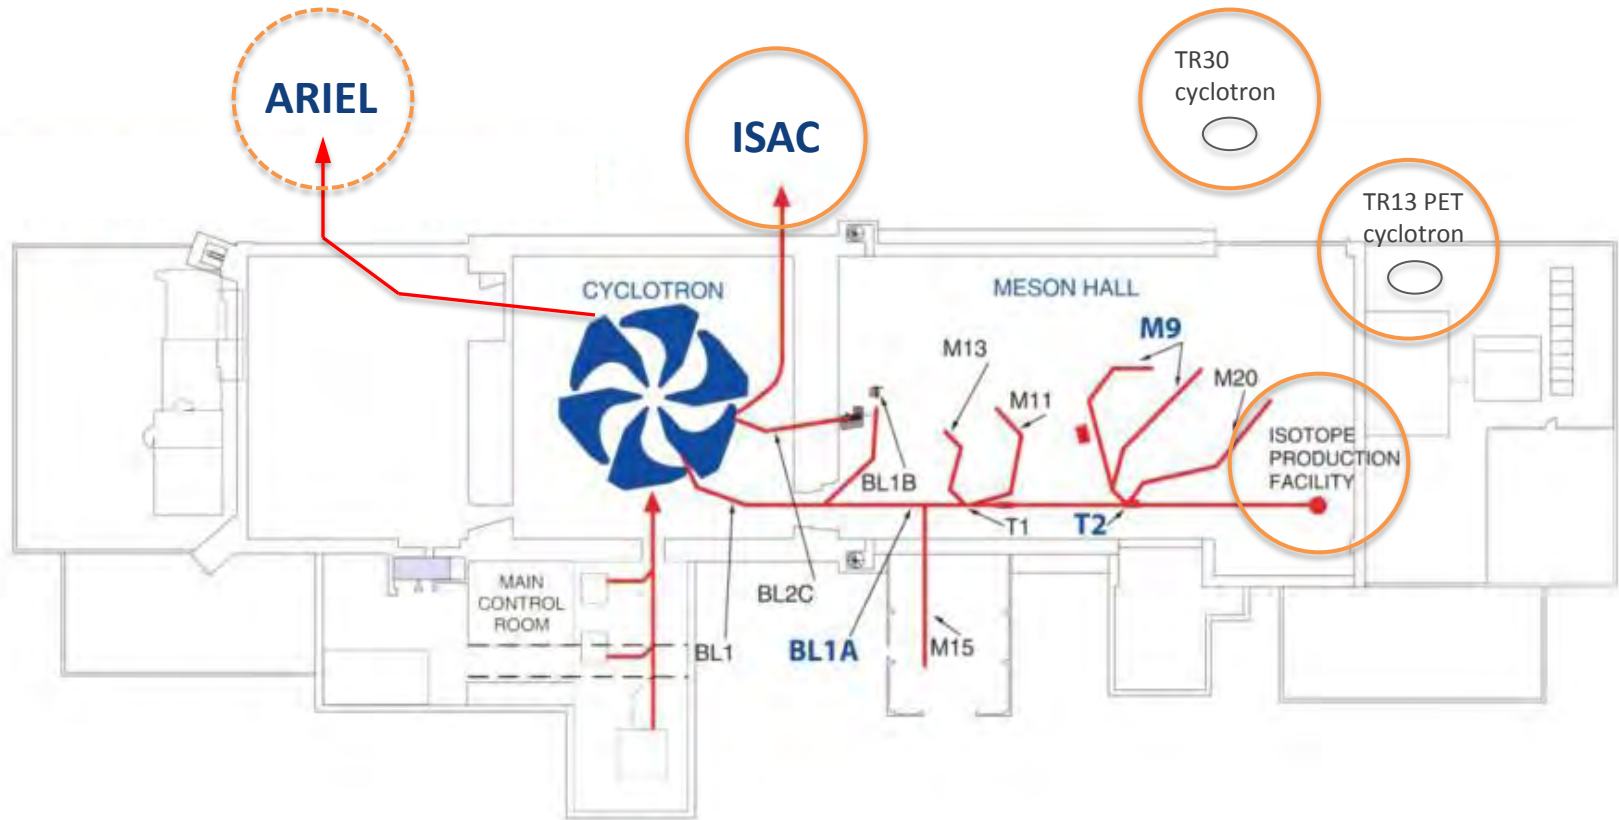 ARIEL
ISAC
TR30
cyclotron
TR13 PET
cyclotron
CYCLOTRON
MESON HALL
M9
M13
M20
M11
ISOTOPE
PRODUCTION
FACILITY
BL1B
T1
T2
MAIN
CONTROL
ROOM
BL2C
BL1
BL1A
M15